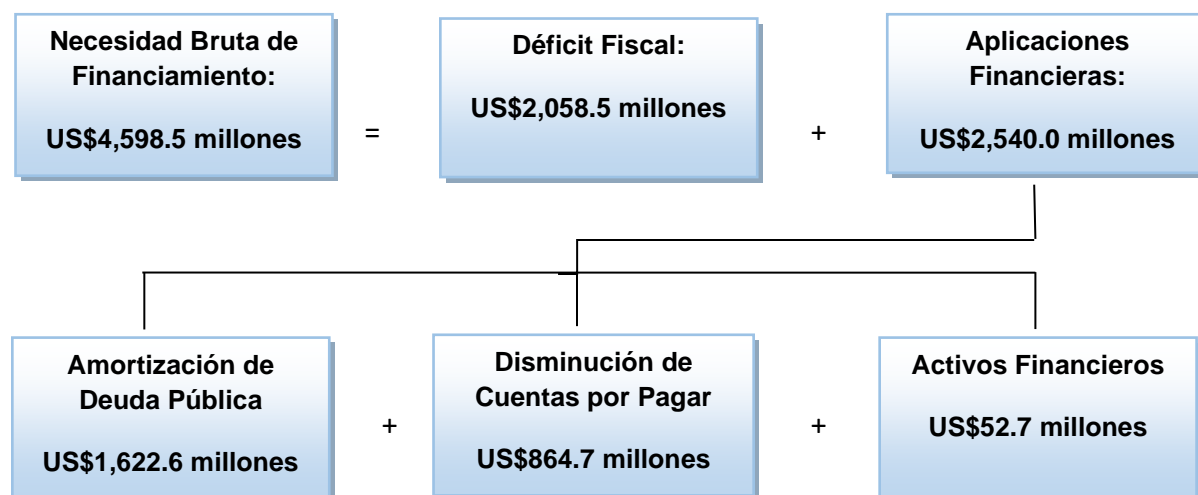 Necesidad Bruta de
Financiamiento:
US$4,598.5 millones
=
Déficit Fiscal:
US$2,058.5 millones
+
Aplicaciones
Financieras:
US$2,540.0 millones
Amortización de
Deuda Pública
US$1,622.6 millones
+
Disminución de
Cuentas por Pagar
US$864.7 millones
+
Activos Financieros
US$52.7 millones